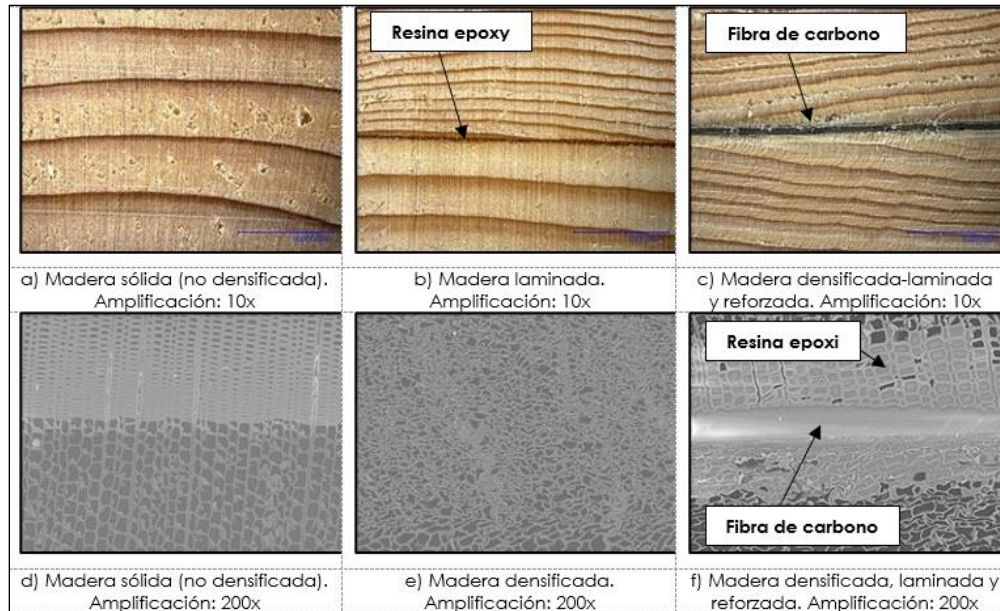 Resina epoxy
Fibra de carbono
a) Madera sólida (no densificada).
Amplificación: 10x
b) Madera laminada.
Amplificación: 10x
c) Madera densificada-laminada
y reforzada. Amplificación: 10x
Resina epoxi
Fibra de carbono
d) Madera sólida (no densificada).
Amplificación: 200x
e) Madera densificada.
Amplificación: 200x
f) Madera densificada, laminada y
reforzada. Amplificación: 200x